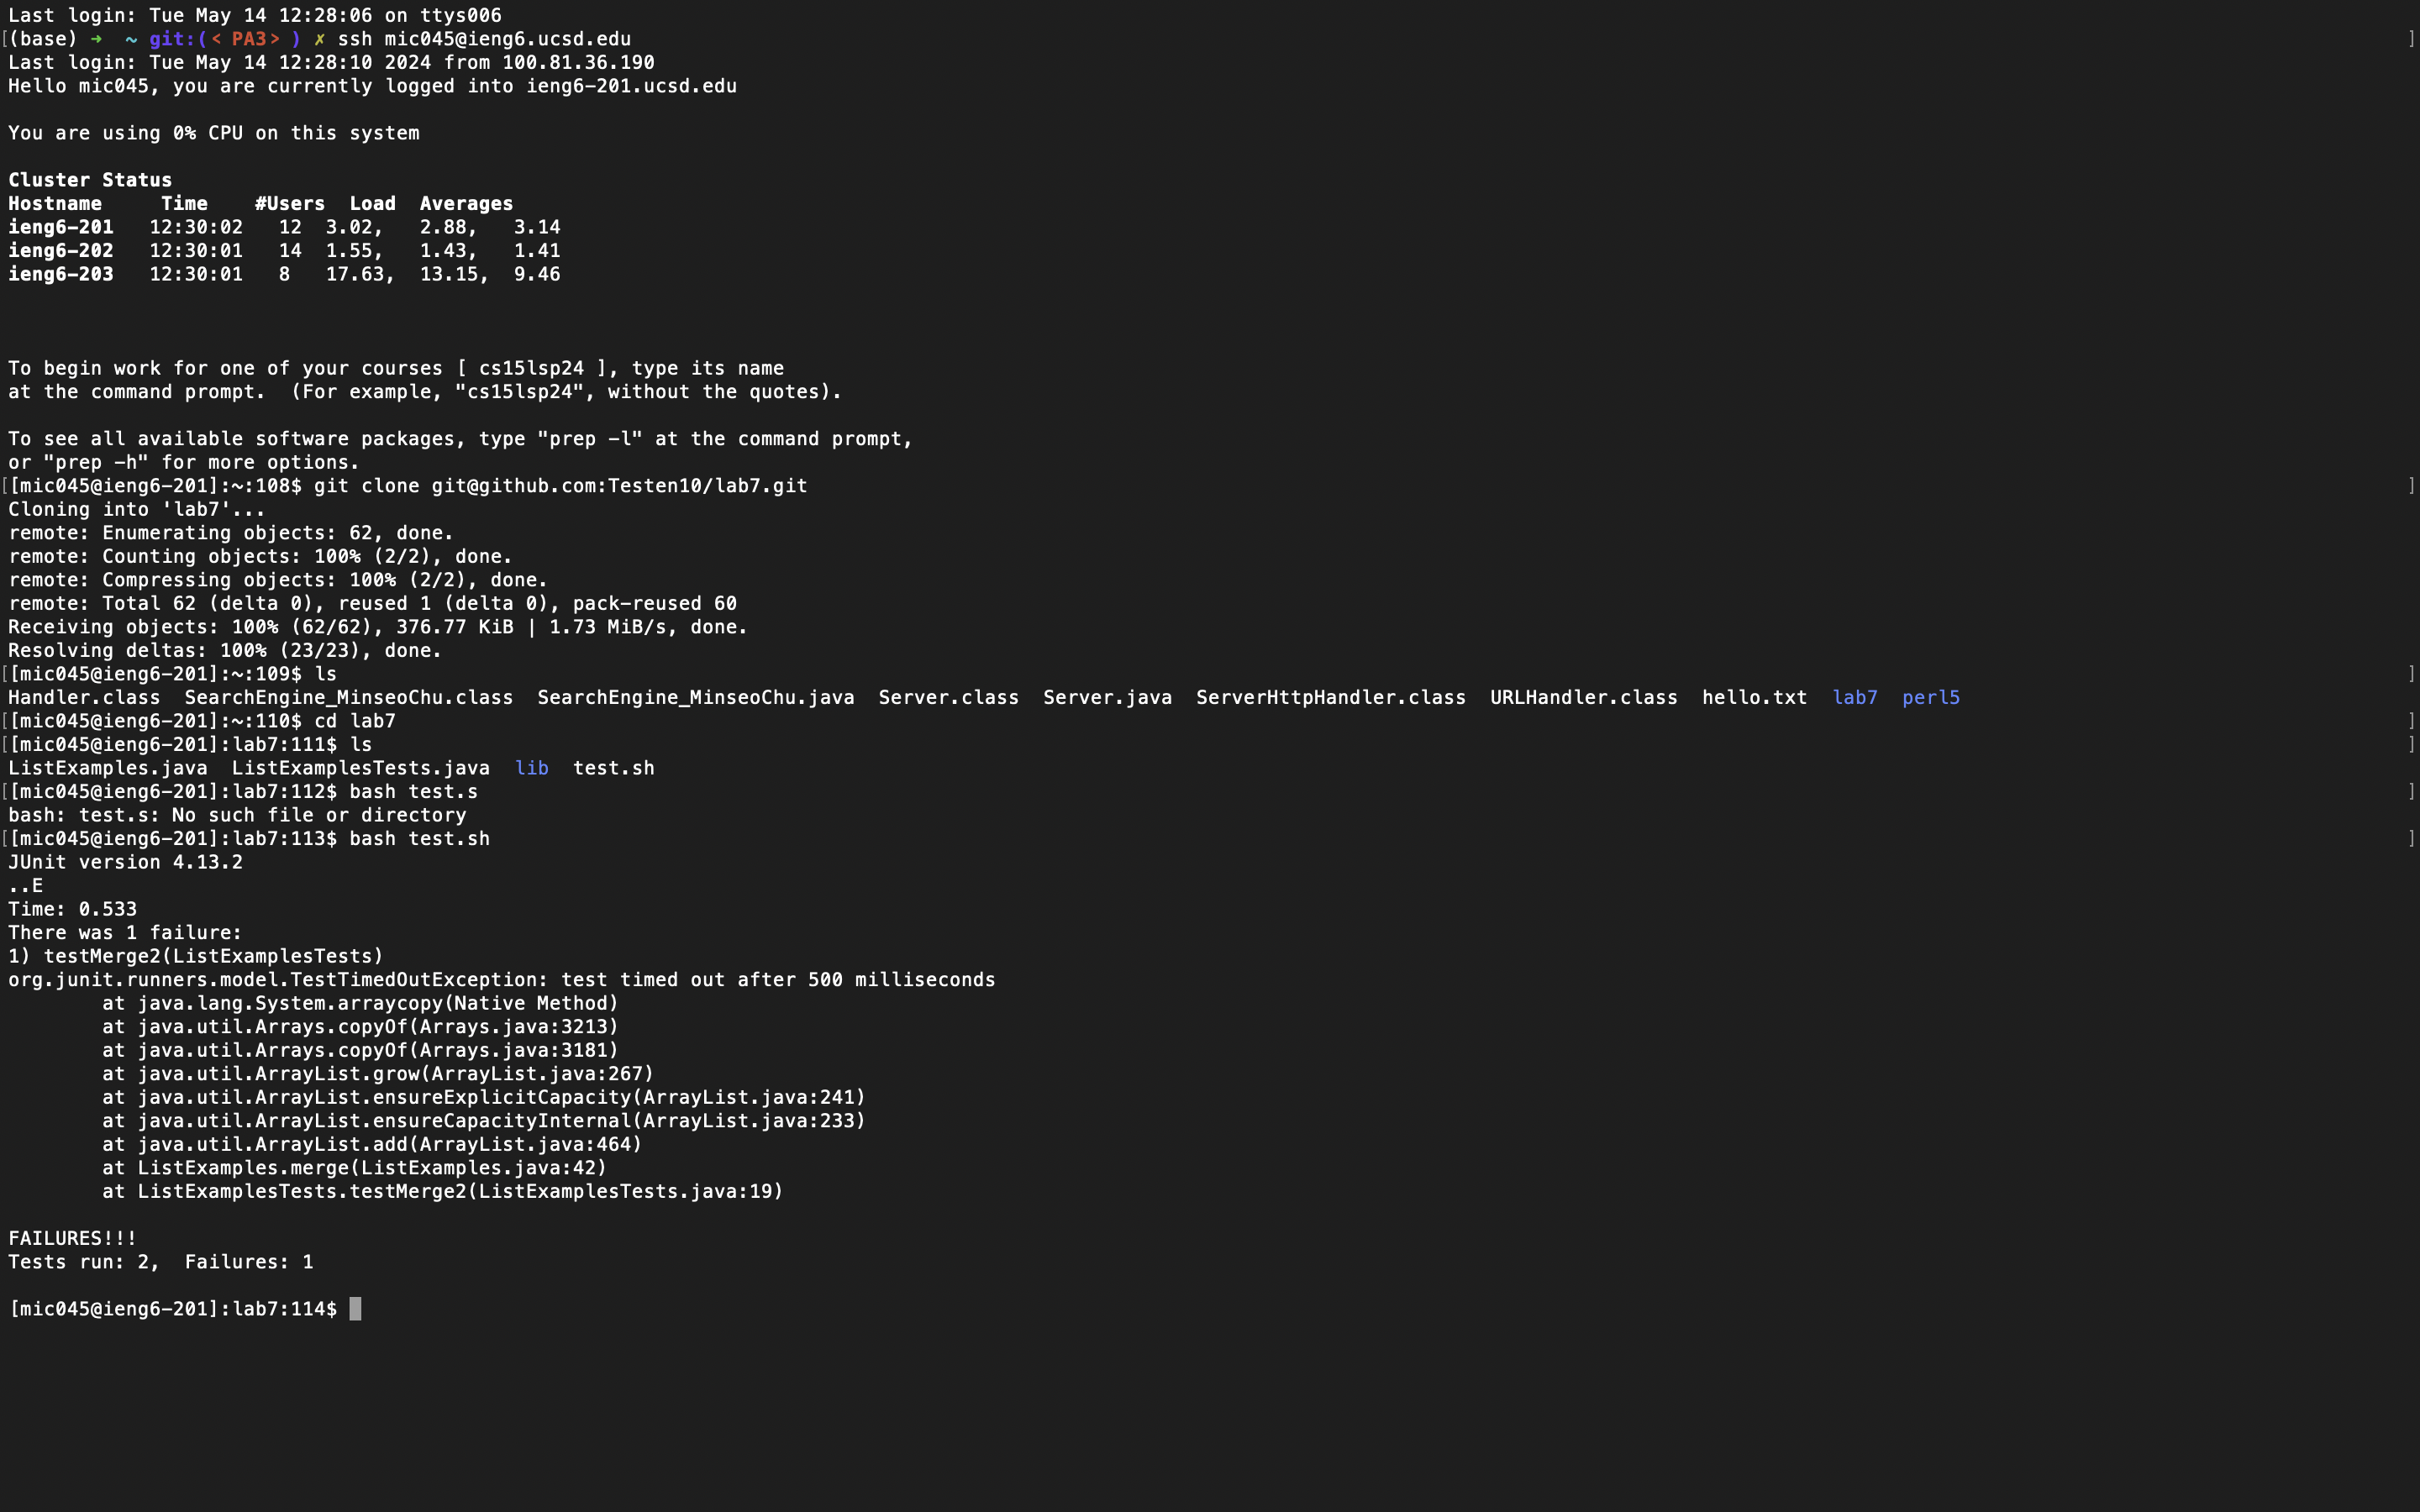 Last login: Tue May 14 12:28:06 on ttys006
[(base) ➜  ~ git:(< PA3> ) ✗ ssh mic045@ieng6.ucsd.edu ]
Last login: Tue May 14 12:28:10 2024 from 100.81.36.190
Hello mic045, you are currently logged into ieng6-201.ucsd.edu
You are using 0% CPU on this system
Cluster Status
Hostname     Time    #Users  Load  Averages
ieng6-201   12:30:02   12  3.02,   2.88,   3.14
ieng6-202   12:30:01   14  1.55,   1.43,   1.41
ieng6-203   12:30:01   8   17.63,  13.15,  9.46
To begin work for one of your courses [ cs15lsp24 ], type its name
at the command prompt.  (For example, "cs15lsp24", without the quotes).
To see all available software packages, type "prep -l" at the command prompt,
or "prep -h" for more options.
[[mic045@ieng6-201]:~:108$ git clone git@github.com:Testen10/lab7.git ]
Cloning into 'lab7'...
remote: Enumerating objects: 62, done.
remote: Counting objects: 100% (2/2), done.
remote: Compressing objects: 100% (2/2), done.
remote: Total 62 (delta 0), reused 1 (delta 0), pack-reused 60
Receiving objects: 100% (62/62), 376.77 KiB | 1.73 MiB/s, done.
Resolving deltas: 100% (23/23), done.
[[mic045@ieng6-201]:~:109$ ls ]
Handler.class  SearchEngine_MinseoChu.class  SearchEngine_MinseoChu.java  Server.class  Server.java  ServerHttpHandler.class  URLHandler.class  hello.txt  lab7  perl5
[[mic045@ieng6-201]:~:110$ cd lab7 ]
[[mic045@ieng6-201]:lab7:111$ ls ]
ListExamples.java  ListExamplesTests.java  lib  test.sh
[[mic045@ieng6-201]:lab7:112$ bash test.s ]
bash: test.s: No such file or directory
[[mic045@ieng6-201]:lab7:113$ bash test.sh ]
JUnit version 4.13.2
..E
Time: 0.533
There was 1 failure:
1) testMerge2(ListExamplesTests)
org.junit.runners.model.TestTimedOutException: test timed out after 500 milliseconds
        at java.lang.System.arraycopy(Native Method)
        at java.util.Arrays.copyOf(Arrays.java:3213)
        at java.util.Arrays.copyOf(Arrays.java:3181)
        at java.util.ArrayList.grow(ArrayList.java:267)
        at java.util.ArrayList.ensureExplicitCapacity(ArrayList.java:241)
        at java.util.ArrayList.ensureCapacityInternal(ArrayList.java:233)
        at java.util.ArrayList.add(ArrayList.java:464)
        at ListExamples.merge(ListExamples.java:42)
        at ListExamplesTests.testMerge2(ListExamplesTests.java:19)
FAILURES!!!
Tests run: 2,  Failures: 1
[mic045@ieng6-201]:lab7:114$